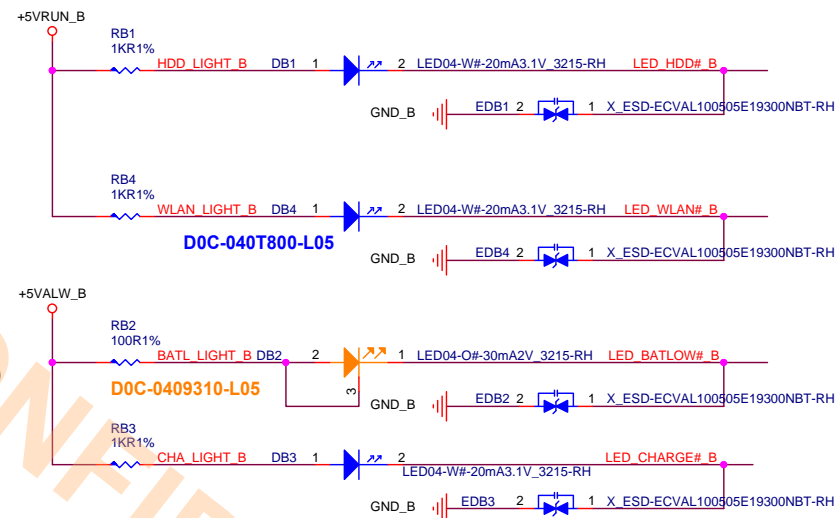 +5VRUN_B
RB1
1KR1%
HDD_LIGHT_B DB1 1 2 LED04-W#-20mA3.1V_3215-RH LED_HDD#_B
GND_B EDB1 2 1 X_ESD-ECVAL100505E19300NBT-RH
RB4
1KR1%
WLAN_LIGHT_B DB4 1 2 LED04-W#-20mA3.1V_3215-RH LED_WLAN#_B
D0C-040T800-L05
GND_B EDB4 2 1 X_ESD-ECVAL100505E19300NBT-RH
+5VALW_B
RB2
100R1%
BATL_LIGHT_B DB2 2 1 LED04-O#-30mA2V_3215-RH LED_BATLOW#_B
D0C-0409310-L05
3
GND_B EDB2 2 1 X_ESD-ECVAL100505E19300NBT-RH
RB3
1KR1%
CHA_LIGHT_B DB3 1 2 LED_CHARGE#_B
LED04-W#-20mA3.1V_3215-RH
GND_B EDB3 2 1 X_ESD-ECVAL100505E19300NBT-RH